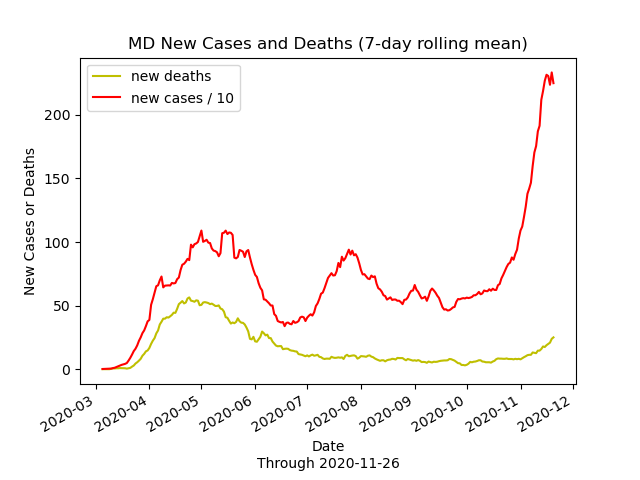 MD New Cases and Deaths (7-day rolling mean)
new deaths
new cases / 10
New Cases or Deaths
200
150
100
50
0
2020-03
2020-04
2020-05
2020-06
2020-07
2020-08
2020-09
2020-10
2020-11
2020-12
Date
Through 2020-11-26